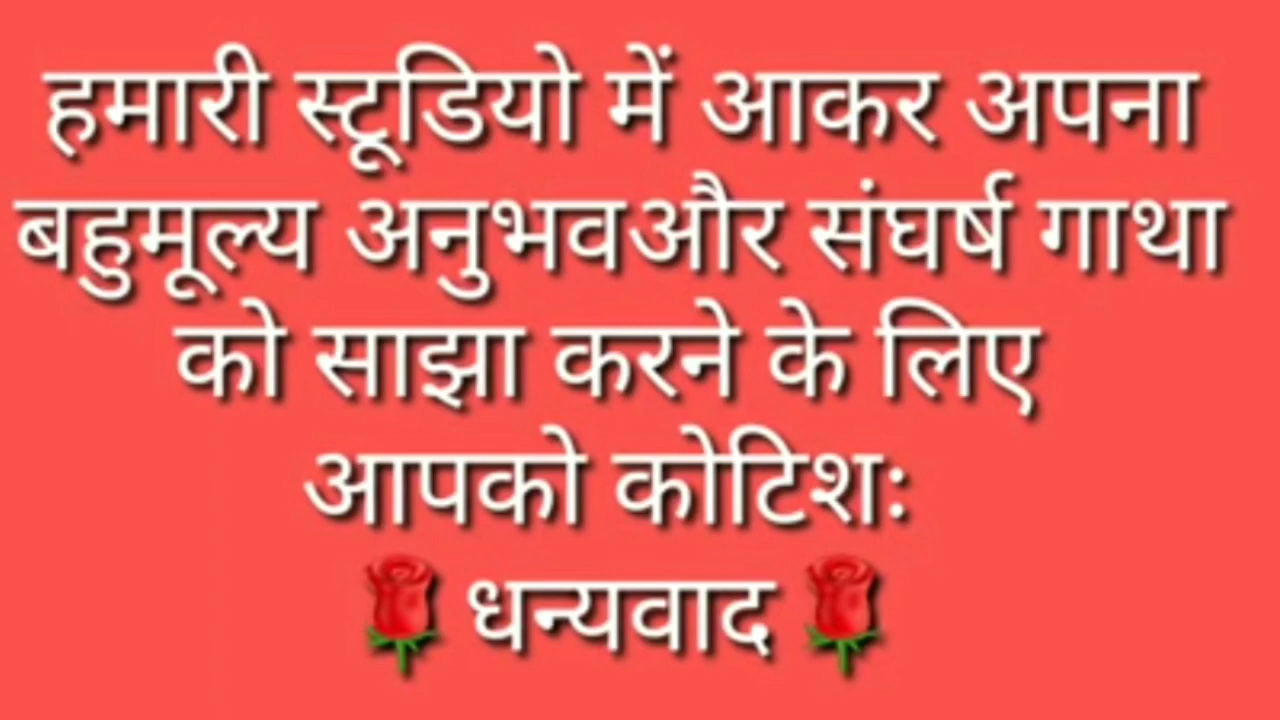 हमारी स्टूडियो में आकर अपना
बहुमूल्य अनुभवऔर संघर्ष गाथा
को साझा करने के लिए
आपको कोटिशः
🌹धन्यवाद🌹